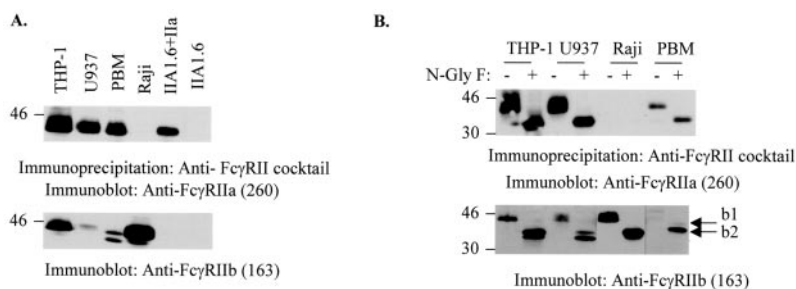 A.
THP-1 U937 PBM Raji IIA1.6+IIa IIA1.6
46
Immunoprecipitation: Anti- FcγRII cocktail
Immunoblot: Anti-FcγRIIa (260)
46
Immunoblot: Anti-FcγRIIb (163)
B.
THP-1 U937 Raji PBM
N-Gly F: - + - + - + - +
46
30
Immunoprecipitation: Anti-FcγRII cocktail
Immunoblot: Anti-FcγRIIa (260)
46
b1
b2
30
Immunoblot: Anti-FcγRIIb (163)